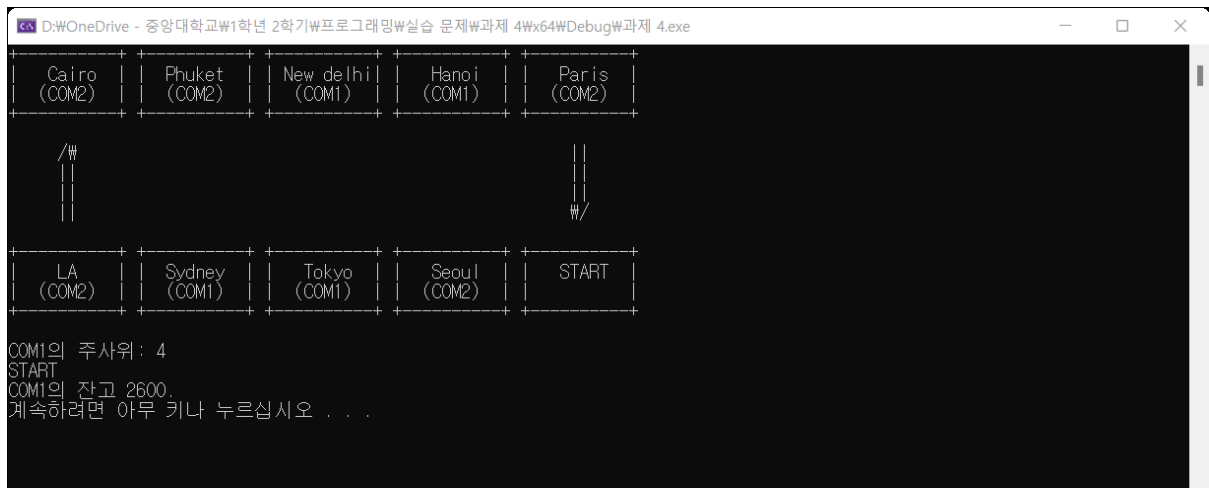 D:₩OneDrive - 중앙대학교₩1학년 2학기₩프로그래밍₩실습 문제₩과제 4₩x64₩Debug₩과제 4.exe
+----------+ +----------+ +----------+ +----------+ +----------+
|   Cairo  | |  Phuket  | | New delhi| |   Hanoi  | |   Paris  |
|  (COM2)  | |  (COM2)  | |  (COM1)  | |  (COM1)  | |  (COM2)  |
+----------+ +----------+ +----------+ +----------+ +----------+
/₩ ||
|| ||
|| ||
|| ₩/
+----------+ +----------+ +----------+ +----------+ +----------+
|    LA    | |  Sydney  | |   Tokyo  | |   Seoul  | |   START  |
|  (COM2)  | |  (COM1)  | |  (COM1)  | |  (COM2)  | |          |
+----------+ +----------+ +----------+ +----------+ +----------+
COM1의 주사위: 4
START
COM1의 잔고 2600.
계속하려면 아무 키나 누르십시오 . . .